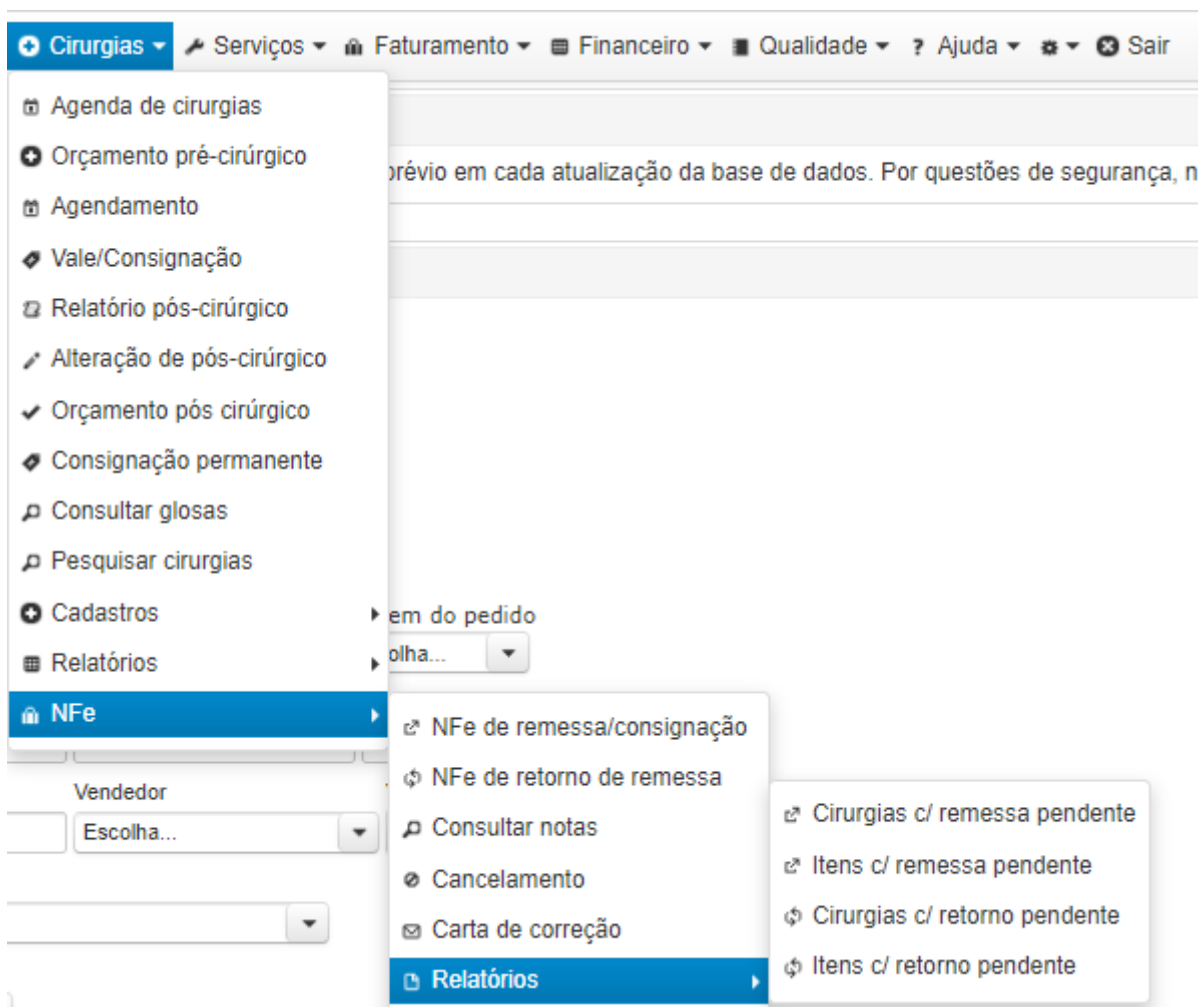 Cirurgias Serviços Faturamento Financeiro Qualidade ? Ajuda Sair
Agenda de cirurgias
Orçamento pré-cirúrgico
prévio em cada atualização da base de dados. Por questões de segurança, n
Agendamento
Vale/Consignação
Relatório pós-cirúrgico
Alteração de pós-cirúrgico
Orçamento pós cirúrgico
Consignação permanente
Consultar glosas
Pesquisar cirurgias
Cadastros
em do pedido
Relatórios
olha...
NFe
NFe de remessa/consignação
NFe de retorno de remessa
Vendedor
Cirurgias c/ remessa pendente
Escolha...
Consultar notas
Itens c/ remessa pendente
Cancelamento
Cirurgias c/ retorno pendente
Carta de correção
Itens c/ retorno pendente
Relatórios